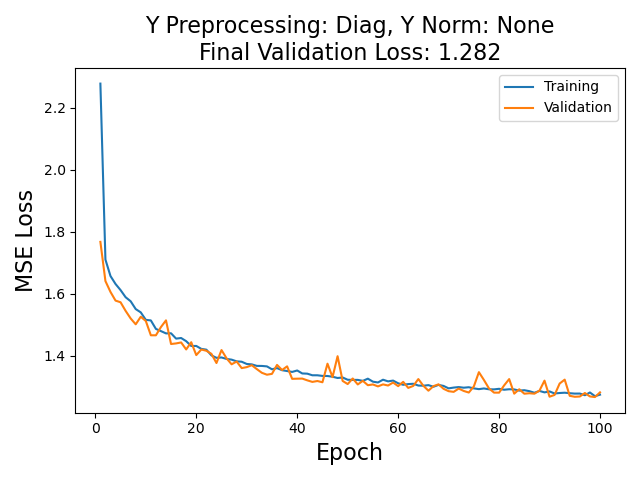 Y Preprocessing: Diag, Y Norm: None
Final Validation Loss: 1.282
Training
Validation
MSE Loss
2.2
2.0
1.8
1.6
1.4
0
20
40
60
80
100
Epoch